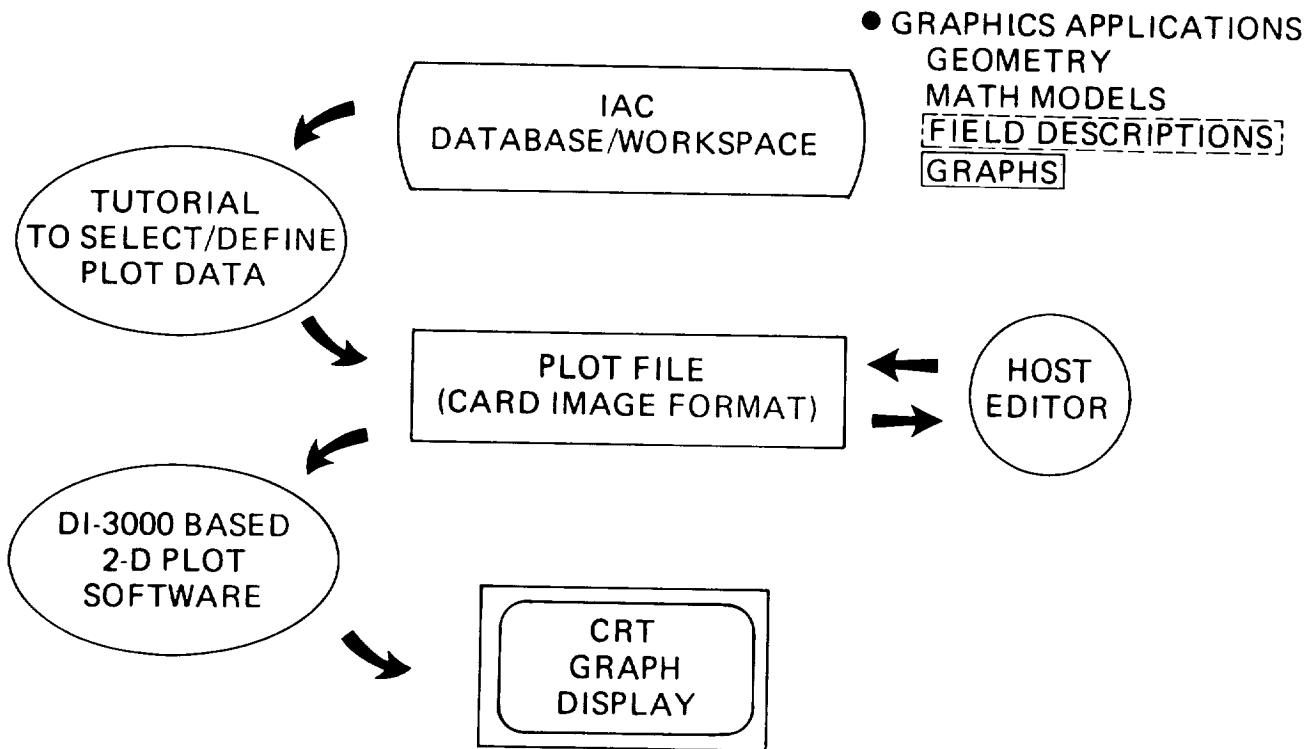 ● GRAPHICS APPLICATIONS
GEOMETRY
MATH MODELS
FIELD DESCRIPTIONS
GRAPHS
IAC
DATABASE/WORKSPACE
TUTORIAL
TO SELECT/DEFINE
PLOT DATA
PLOT FILE
(CARD IMAGE FORMAT)
HOST
EDITOR
DI-3000 BASED
2-D PLOT
SOFTWARE
CRT
GRAPH
DISPLAY